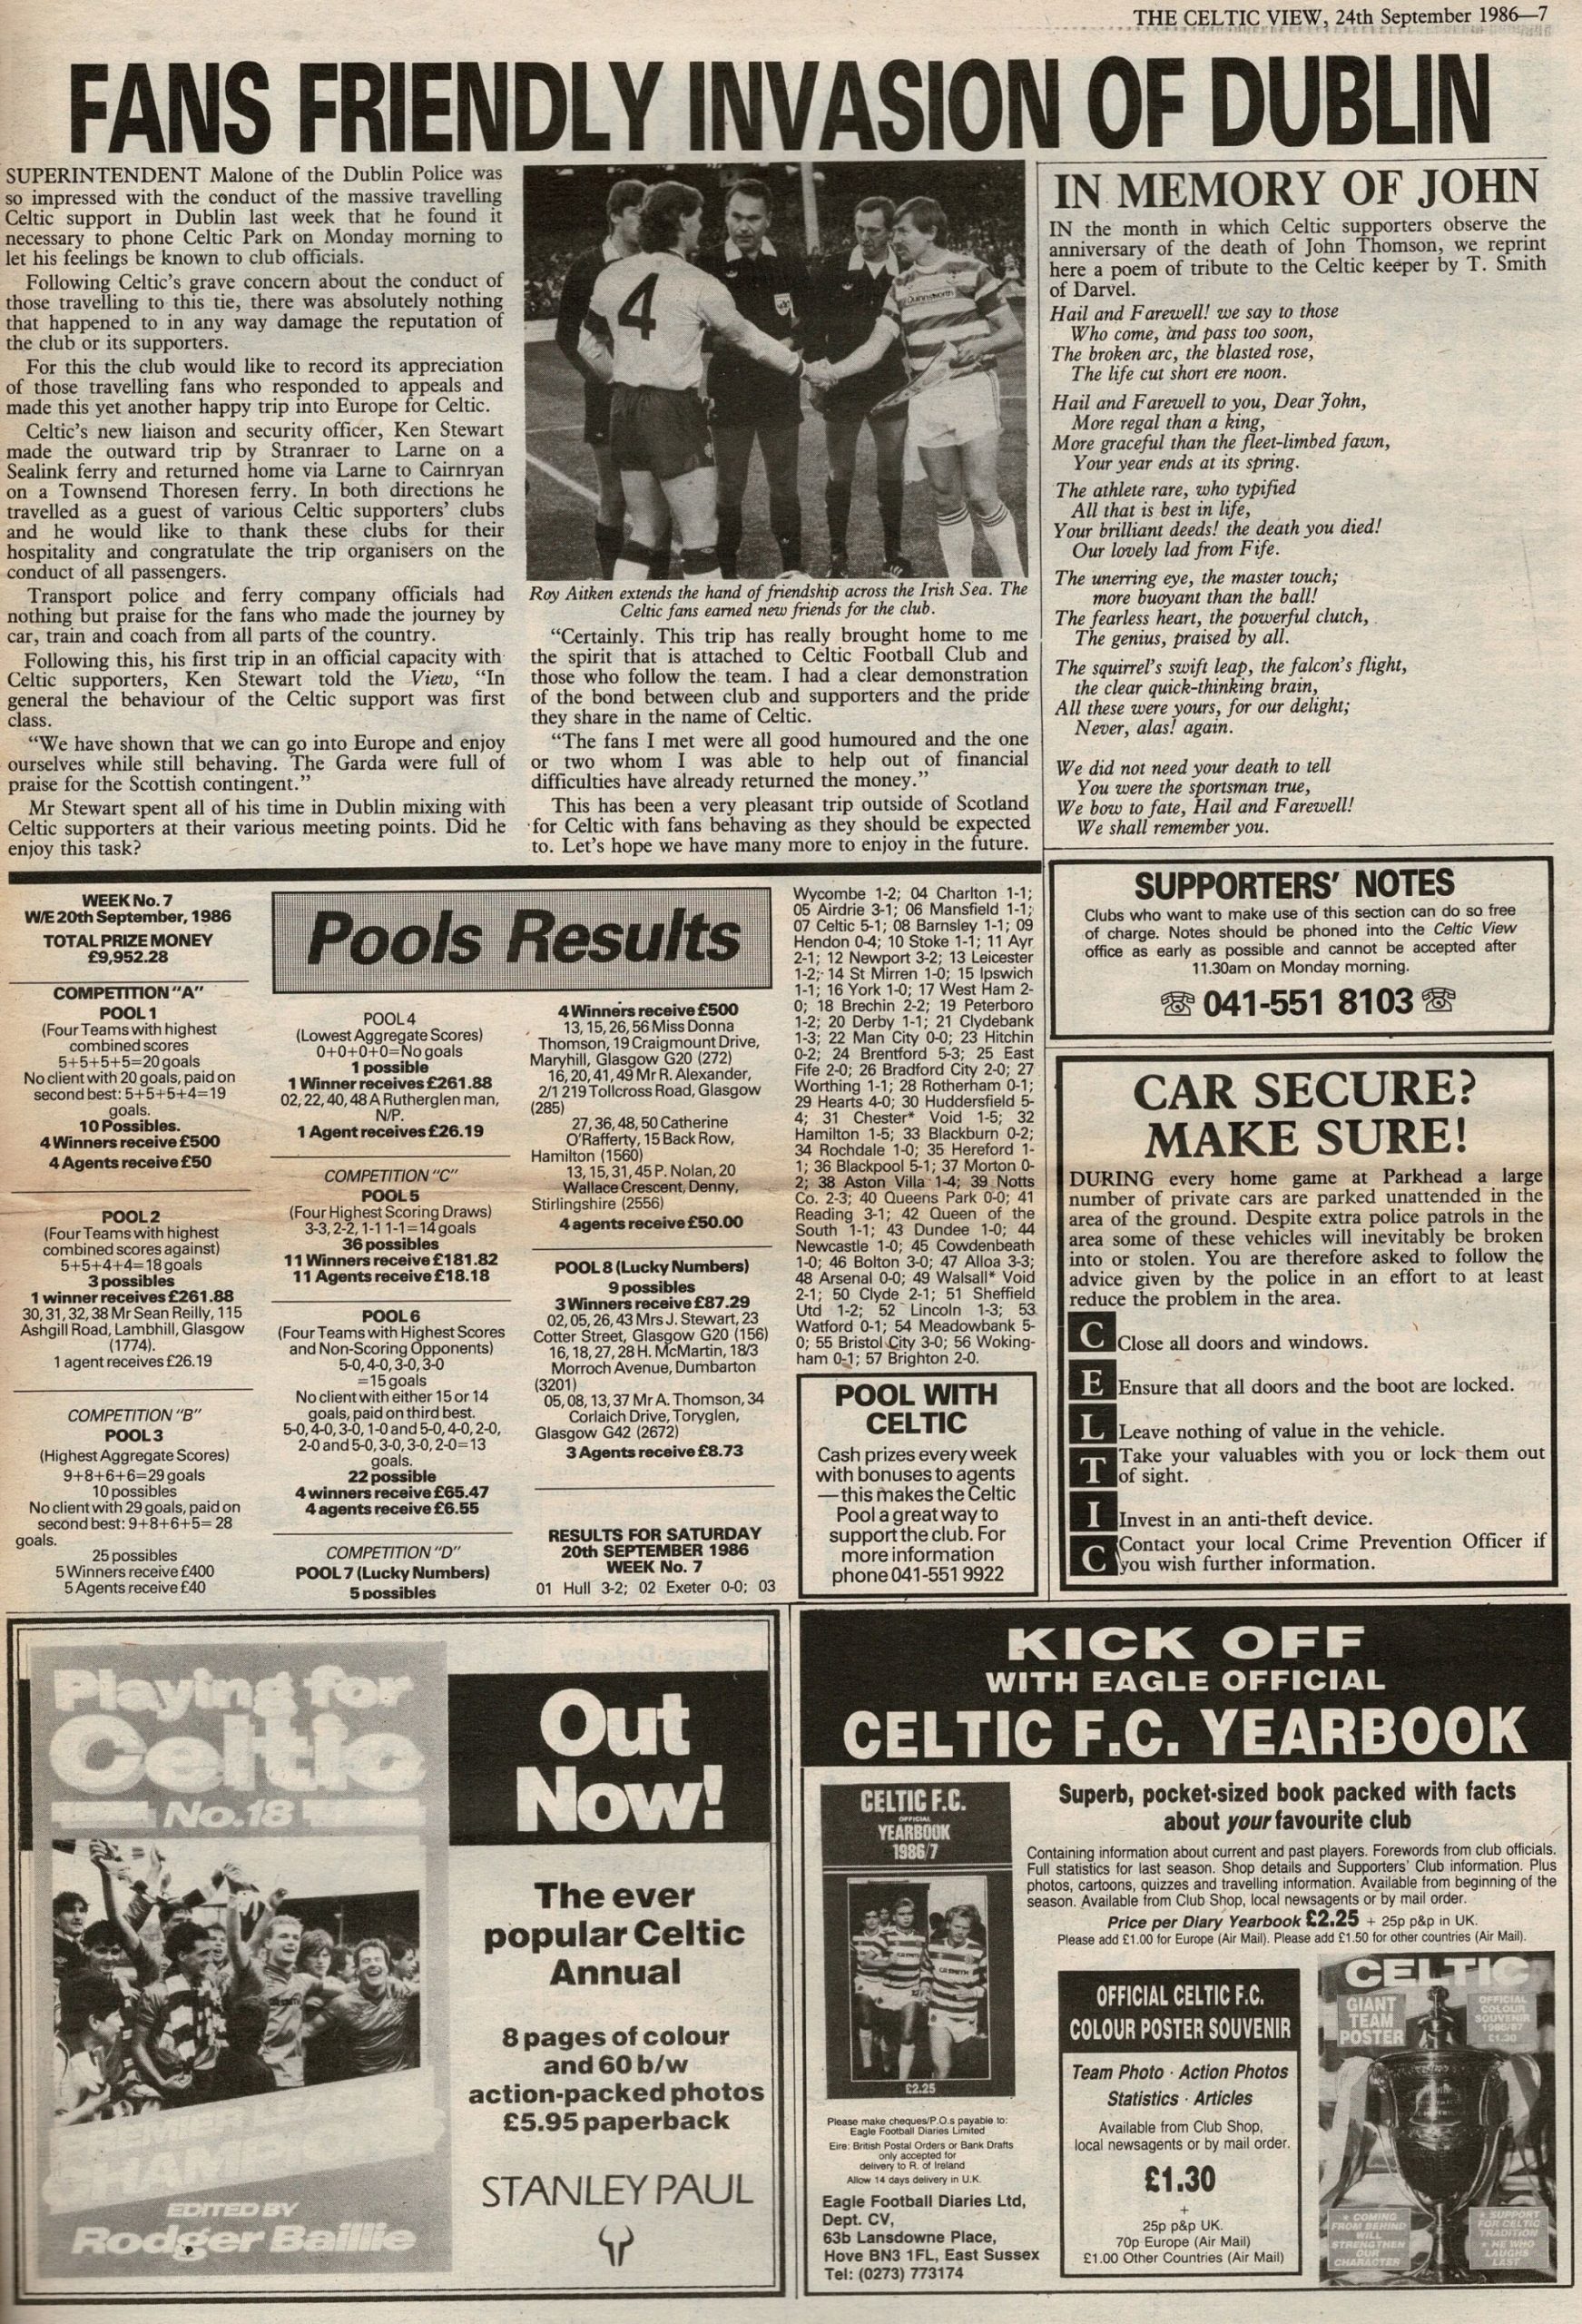 THE CELTIC VIEW, 24th September 1986—7
FANS FRIENDLY INVASION OF DUBLIN
SUPERINTENDENT Malone of the Dublin Police was
so impressed with the conduct of the massive travelling
Celtic support in Dublin last week that he found it
necessary to phone Celtic Park on Monday morning to
let his feelings be known to club officials.
Following Celtic's grave concern about the conduct of
those travelling to this tie, there was absolutely nothing
that happened to in any way damage the reputation of
the club or its supporters.
For this the club would like to record its appreciation
of those travelling fans who responded to appeals and
made this yet another happy trip into Europe for Celtic.
Celtic's new liaison and security officer, Ken Stewart
made the outward trip by Stranraer to Larne on a
Sealink ferry and returned home via Larne to Cairnryan
on a Townsend Thoresen ferry. In both directions he
travelled as a guest of various Celtic supporters' clubs
and he would like to thank these clubs for their
hospitality and congratulate the trip organisers on the
conduct of all passengers.
Transport police and ferry company officials had
nothing but praise for the fans who made the journey by
car, train and coach from all parts of the country.
Following this, his first trip in an official capacity with
Celtic supporters, Ken Stewart told the View, “In
general the behaviour of the Celtic support was first
class.
“We have shown that we can go into Europe and enjoy
ourselves while still behaving. The Garda were full of
praise for the Scottish contingent.”
Mr Stewart spent all of his time in Dublin mixing with
Celtic supporters at their various meeting points. Did he
enjoy this task?
4
Roy Aitken extends the hand of friendship across the Irish Sea. The
Celtic fans earned new friends for the club.
“Certainly. This trip has really brought home to me
the spirit that is attached to Celtic Football Club and
those who follow the team. I had a clear demonstration
of the bond between club and supporters and the pride
they share in the name of Celtic.
“The fans I met were all good humoured and the one
or two whom I was able to help out of financial
difficulties have already returned the money.”
This has been a very pleasant trip outside of Scotland
for Celtic with fans behaving as they should be expected
to. Let's hope we have many more to enjoy in the future.
IN MEMORY OF JOHN
IN the month in which Celtic supporters observe the
anniversary of the death of John Thomson, we reprint
here a poem of tribute to the Celtic keeper by T. Smith
of Darvel.
Hail and Farewell! we say to those
Who come, and pass too soon,
The broken arc, the blasted rose,
The life cut short ere noon.
Hail and Farewell to you, Dear John,
More regal than a king,
More graceful than the fleet-limbed fawn,
Your year ends at its spring.
The athlete rare, who typified
All that is best in life,
Your brilliant deeds! the death you died!
Our lovely lad from Fife.
The unerring eye, the master touch;
more buoyant than the ball!
The fearless heart, the powerful clutch,
The genius, praised by all.
The squirrel's swift leap, the falcon's flight,
the clear quick-thinking brain,
All these were yours, for our delight;
Never, alas! again.
We did not need your death to tell
You were the sportsman true,
We bow to fate, Hail and Farewell!
We shall remember you.
WEEK No. 7
W/E 20th September, 1986
TOTAL PRIZE MONEY
£9,952.28
COMPETITION “A”
POOL 1
(Four Teams with highest
combined scores
5+5+5+5=20 goals
No client with 20 goals, paid on
second best: 5+5+5+4=19
goals.
10 Possibles.
4 Winners receive £500
4 Agents receive £50
POOL 2
(Four Teams with highest
combined scores against)
5+5+4+4=18 goals
3 possibles
1 winner receives £261.88
30, 31, 32, 38 Mr Sean Reilly, 115
Ashgill Road, Lambhill, Glasgow
(1774).
1 agent receives £26.19
COMPETITION “B”
POOL 3
(Highest Aggregate Scores)
9+8+6+6=29 goals
10 possibles
No client with 29 goals, paid on
second best: 9+8+6+5= 28
goals.
25 possibles
5 Winners receive £400
5 Agents receive £40
Pools Results
POOL 4
(Lowest Aggregate Scores)
0+0+0+0=No goals
1 possible
1 Winner receives £261.88
02, 22, 40, 48 A Rutherglen man,
N/P.
1 Agent receives £26.19
COMPETITION “C”
POOL 5
(Four Highest Scoring Draws)
3-3, 2-2, 1-1 1-1=14 goals
36 possibles
11 Winners receive £181.82
11 Agents receive £18.18
POOL 6
(Four Teams with Highest Scores
and Non-Scoring Opponents)
5-0, 4-0, 3-0, 3-0
=15 goals
No client with either 15 or 14
goals, paid on third best.
5-0, 4-0, 3-0, 1-0 and 5-0, 4-0, 2-0,
2-0 and 5-0, 3-0, 3-0, 2-0=13
goals.
22 possible
4 winners receive £65.47
4 agents receive £6.55
COMPETITION “D”
POOL 7 (Lucky Numbers)
5 possibles
4 Winners receive £500
13, 15, 26, 56 Miss Donna
Thomson, 19 Craigmount Drive,
Maryhill, Glasgow G20 (272)
16, 20, 41, 49 Mr R. Alexander,
2/1 219 Tollcross Road, Glasgow
(285)
27, 36, 48, 50 Catherine
O'Rafferty, 15 Back Row,
Hamilton (1560)
13, 15, 31, 45 P. Nolan, 20
Wallace Crescent, Denny,
Stirlingshire (2556)
4 agents receive £50.00
POOL 8 (Lucky Numbers)
9 possibles
3 Winners receive £87.29
02, 05, 26, 43 Mrs J. Stewart, 23
Cotter Street, Glasgow G20 (156)
16, 18, 27, 28 H. McMartin, 18/3
Morroch Avenue, Dumbarton
(3201)
05, 08, 13, 37 Mr A. Thomson, 34
Corlaich Drive, Toryglen,
Glasgow G42 (2672)
3 Agents receive £8.73
RESULTS FOR SATURDAY
20th SEPTEMBER 1986
WEEK No. 7
01 Hull 3-2; 02 Exeter 0-0; 03
Wycombe 1-2; 04 Charlton 1-1;
05 Airdrie 3-1; 06 Mansfield 1-1;
07 Celtic 5-1; 08 Barnsley 1-1; 09
Hendon 0-4; 10 Stoke 1-1; 11 Ayr
2-1; 12 Newport 3-2; 13 Leicester
1-2; 14 St Mirren 1-0; 15 Ipswich
1-1; 16 York 1-0; 17 West Ham 2-
0; 18 Brechin 2-2; 19 Peterboro
1-2; 20 Derby 1-1; 21 Clydebank
1-3; 22 Man City 0-0; 23 Hitchin
0-2; 24 Brentford 5-3; 25 East
Fife 2-0; 26 Bradford City 2-0; 27
Worthing 1-1; 28 Rotherham 0-1;
29 Hearts 4-0; 30 Huddersfield 5-
4; 31 Chester* Void 1-5; 32
Hamilton 1-5; 33 Blackburn 0-2;
34 Rochdale 1-0; 35 Hereford 1-
1; 36 Blackpool 5-1; 37 Morton 0-
2; 38 Aston Villa 1-4; 39 Notts
Co. 2-3; 40 Queens Park 0-0; 41
Reading 3-1; 42 Queen of the
South 1-1; 43 Dundee 1-0; 44
Newcastle 1-0; 45 Cowdenbeath
1-0; 46 Bolton 3-0; 47 Alloa 3-3;
48 Arsenal 0-0; 49 Walsall* Void
2-1; 50 Clyde 2-1; 51 Sheffield
Utd 1-2; 52 Lincoln 1-3; 53
Watford 0-1; 54 Meadowbank 5-
0; 55 Bristol City 3-0; 56 Woking-
ham 0-1; 57 Brighton 2-0.
POOL WITH
CELTIC
Cash prizes every week
with bonuses to agents
—this makes the Celtic
Pool a great way to
support the club. For
more information
phone 041-551 9922
SUPPORTERS' NOTES
Clubs who want to make use of this section can do so free
of charge. Notes should be phoned into the Celtic View
office as early as possible and cannot be accepted after
11.30am on Monday morning.
☎ 041-551 8103 ☎
CAR SECURE?
MAKE SURE!
DURING every home game at Parkhead a large
number of private cars are parked unattended in the
area of the ground. Despite extra police patrols in the
area some of these vehicles will inevitably be broken
into or stolen. You are therefore asked to follow the
advice given by the police in an effort to at least
reduce the problem in the area.
C Close all doors and windows.
E Ensure that all doors and the boot are locked.
L Leave nothing of value in the vehicle.
T Take your valuables with you or lock them out
of sight.
I Invest in an anti-theft device.
C Contact your local Crime Prevention Officer if
you wish further information.
Playing for
Celtic
No.18
EDITED BY
Rodger Baillie
Out
Now!
The ever
popular Celtic
Annual
8 pages of colour
and 60 b/w
action-packed photos
£5.95 paperback
STANLEY PAUL
KICK OFF
WITH EAGLE OFFICIAL
CELTIC F.C. YEARBOOK
CELTIC F.C.
OFFICIAL
YEARBOOK
1986/7
£2.25
Superb, pocket-sized book packed with facts
about your favourite club
Containing information about current and past players. Forewords from club officials.
Full statistics for last season. Shop details and Supporters' Club information. Plus
photos, cartoons, quizzes and travelling information. Available from beginning of the
season. Available from Club Shop, local newsagents or by mail order.
Price per Diary Yearbook £2.25 + 25p p&p in UK.
Please add £1.00 for Europe (Air Mail). Please add £1.50 for other countries (Air Mail).
Please make cheques/P.O.s payable to:
Eagle Football Diaries Limited
Eire: British Postal Orders or Bank Drafts
only accepted for
delivery to R. of Ireland
Allow 14 days delivery in U.K.
Eagle Football Diaries Ltd,
Dept. CV,
63b Lansdowne Place,
Hove BN3 1FL, East Sussex
Tel: (0273) 773174
OFFICIAL CELTIC F.C.
COLOUR POSTER SOUVENIR
Team Photo · Action Photos
Statistics · Articles
Available from Club Shop,
local newsagents or by mail order.
£1.30
+
25p p&p UK.
70p Europe (Air Mail)
£1.00 Other Countries (Air Mail)
CELTIC
GIANT
TEAM
POSTER
OFFICIAL
COLOUR
SOUVENIR
1986/87
£1.30
★ COMING
FROM BEHIND
WILL
STRENGTHEN
OUR
CHARACTER
★ SUPPORT
FOR CELTIC
TRADITION
★ HE WHO
LAUGHS
LAST